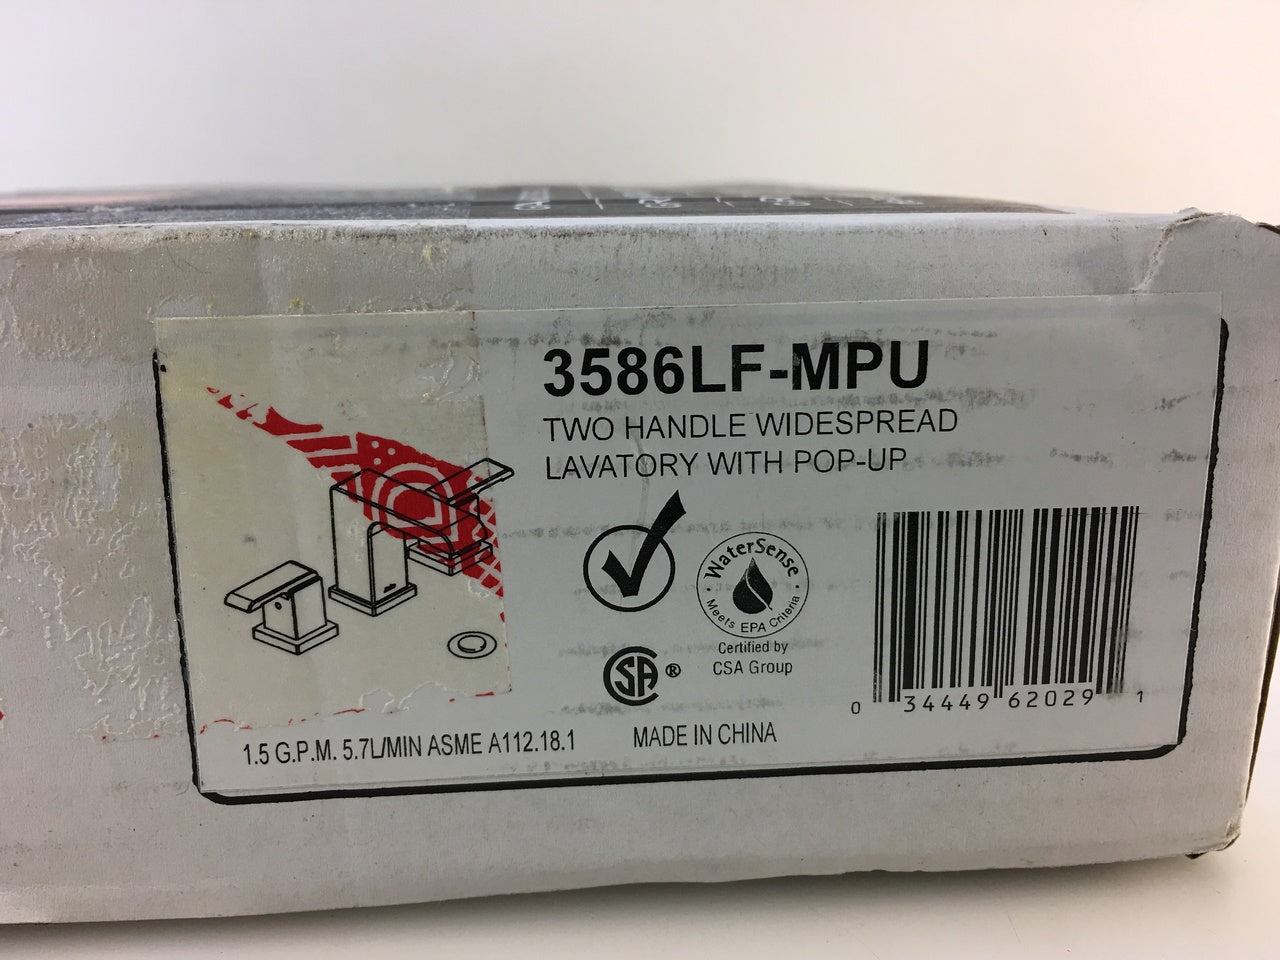 3586LF-MPU
TWO HANDLE WIDESPREAD
LAVATORY WITH POP-UP
WaterSense
Meets EPA Criteria
Certified by
CSA Group
SA®
0 34449 62029 1
1.5 G.P.M. 5.7L/MIN ASME A112.18.1
MADE IN CHINA